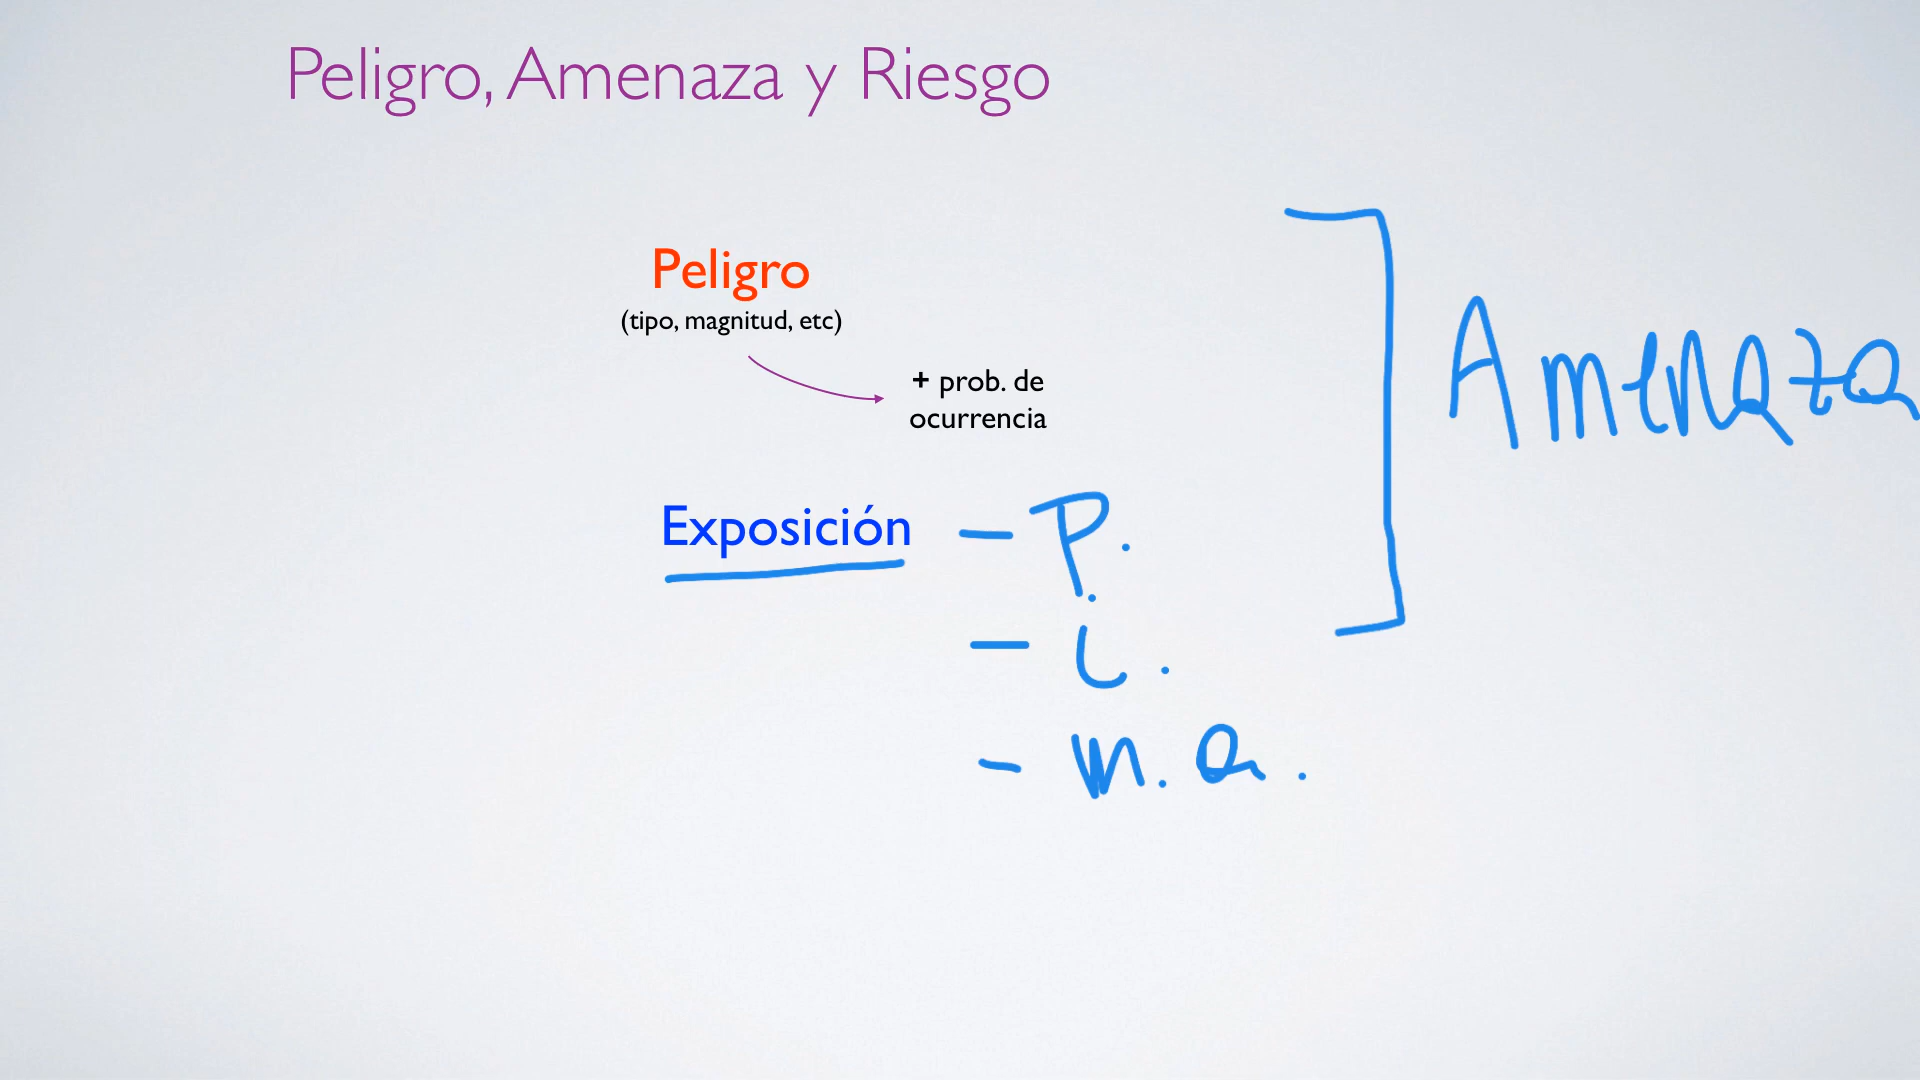 Peligro, Amenaza y Riesgo
Peligro
(tipo, magnitud, etc)
+ prob. de
ocurrencia
Amenaza
Exposición - P.
- i.
- m.a.